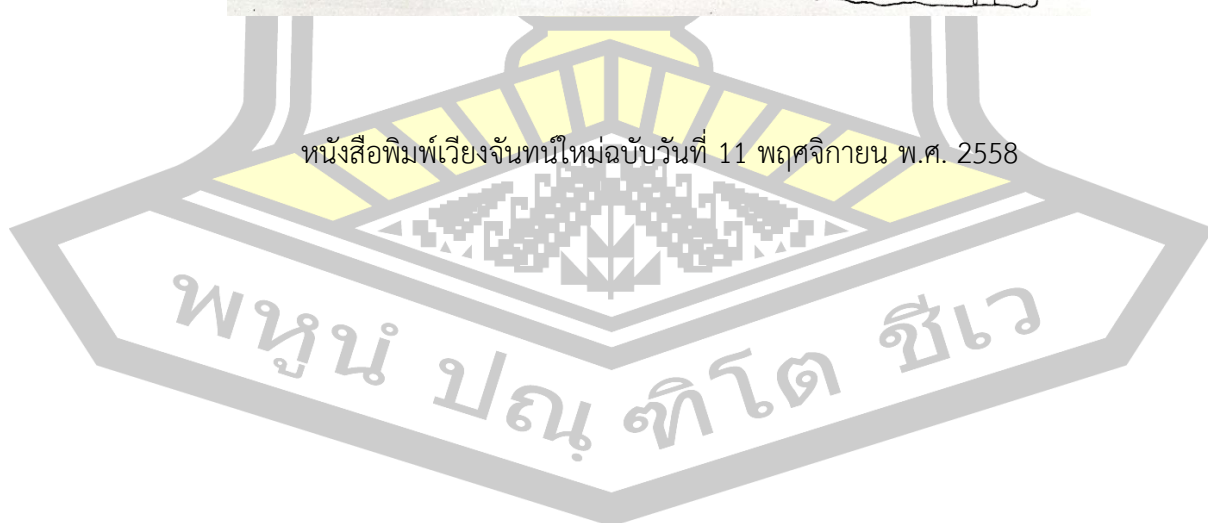 หนังสือพิมพ์เวียงจันทน์ใหม่ฉบับวันที่ 11 พฤศจิกายน พ.ศ. 2558
พหูนํ ปณฺฑิโต ชีเว